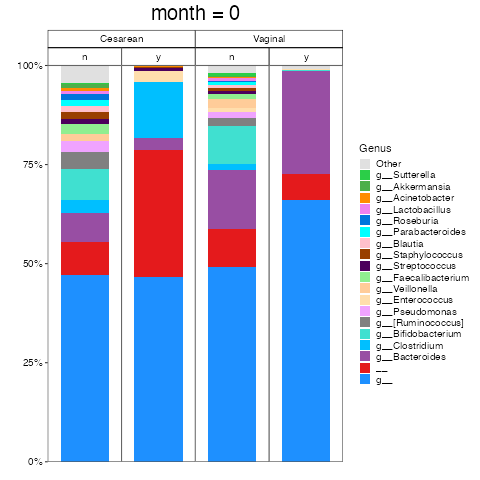 month = 0
Cesarean Vaginal
n y n y
100%
75%
50%
25%
0%
Genus
Other
g__Sutterella
g__Akkermansia
g__Acinetobacter
g__Lactobacillus
g__Roseburia
g__Parabacteroides
g__Blautia
g__Staphylococcus
g__Streptococcus
g__Faecalibacterium
g__Veillonella
g__Enterococcus
g__Pseudomonas
g__[Ruminococcus]
g__Bifidobacterium
g__Clostridium
g__Bacteroides
__
g__